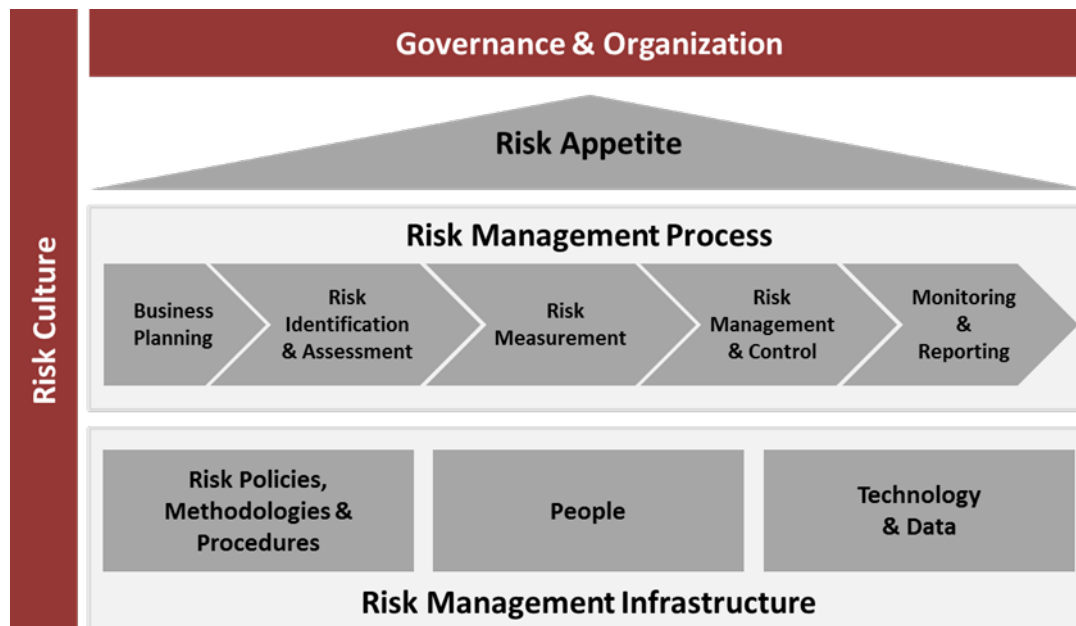 Governance & Organization
Risk Culture
Risk Appetite
Risk Management Process
Business
Planning
Risk
Identification
& Assessment
Risk
Measurement
Risk
Management
& Control
Monitoring
&
Reporting
Risk Policies,
Methodologies &
Procedures
People
Technology
& Data
Risk Management Infrastructure